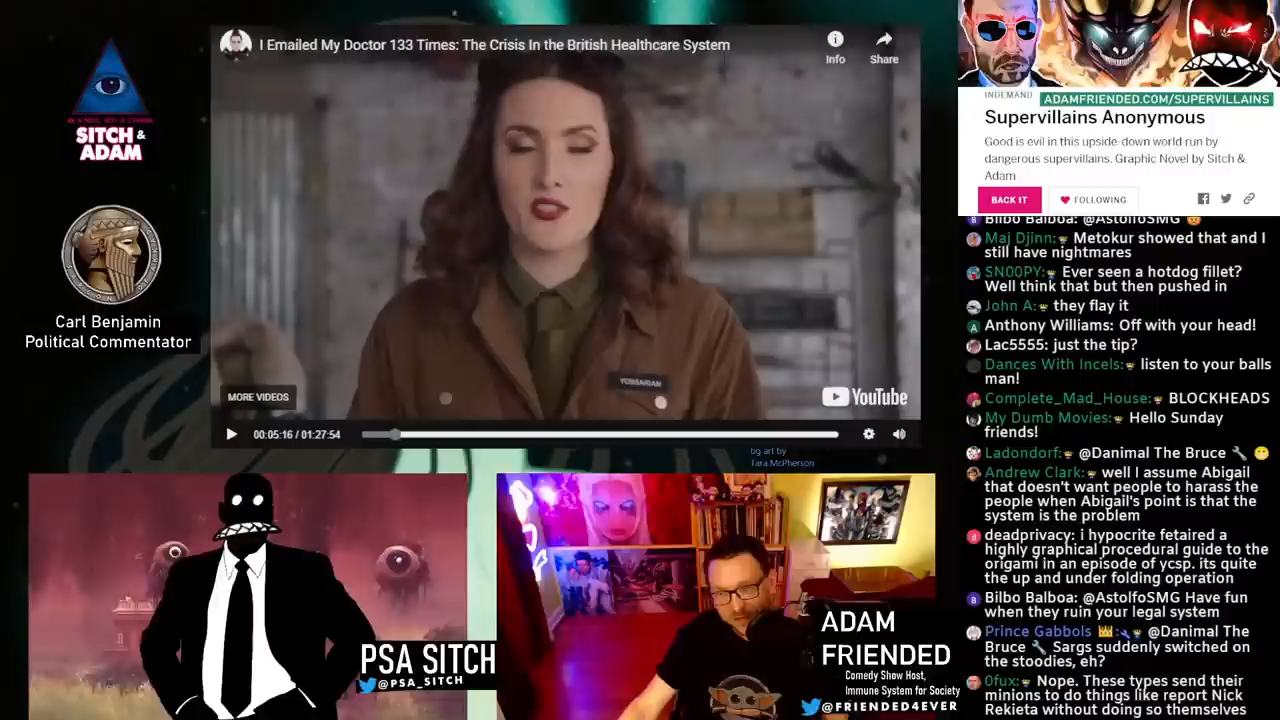 I Emailed My Doctor 133 Times: The Crisis In the British Healthcare System
Info
Share
SITCH &
ADAM
Carl Benjamin
Political Commentator
YOSSARIAN
MORE VIDEOS
YouTube
00:05:16 / 01:27:54
bg art by
Tara McPherson
PSA SITCH
@PSA_SITCH
ADAM
FRIENDED
Comedy Show Host,
Immune System for Society
@FRIENDED4EVER
INDEMAND
ADAMFRIENDED.COM/SUPERVILLAINS
Supervillains Anonymous
Good is evil in this upside-down world run by
dangerous supervillains. Graphic Novel by Sitch &
Adam
BACK IT
FOLLOWING
Bilbo Balboa: @AstolfoSMG
Maj Djinn: Metokur showed that and I
still have nightmares
SN00PY: Ever seen a hotdog fillet?
Well think that but then pushed in
John A: they flay it
Anthony Williams: Off with your head!
Lac5555: just the tip?
Dances With Incels: listen to your balls
man!
Complete_Mad_House: BLOCKHEADS
My Dumb Movies: Hello Sunday
friends!
Ladondorf: @Danimal The Bruce
Andrew Clark: well I assume Abigail
that doesn't want people to harass the
people when Abigail's point is that the
system is the problem
deadprivacy: i hypocrite fetaired a
highly graphical procedural guide to the
origami in an episode of ycsp. its quite
the up and under folding operation
Bilbo Balboa: @AstolfoSMG Have fun
when they ruin your legal system
Prince Gabbols : @Danimal The
Bruce Sargs suddenly switched on
the stoodies, eh?
0fux: Nope. These types send their
minions to do things like report Nick
Rekieta without doing so themselves